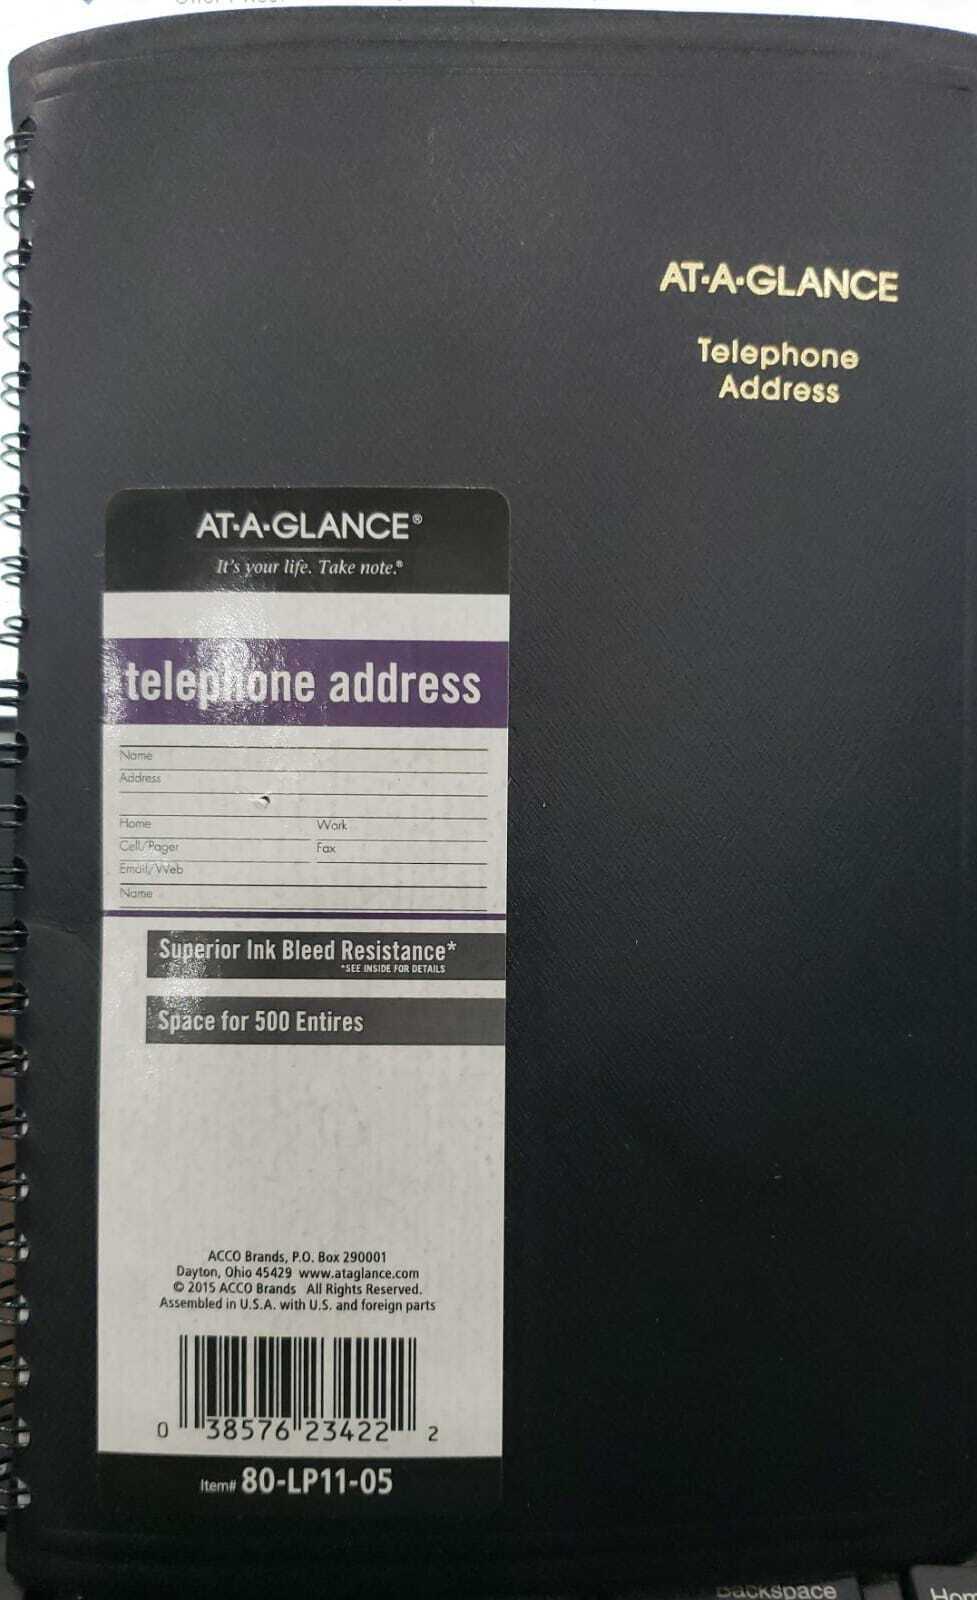 AT·A·GLANCE
Telephone
Address
AT·A·GLANCE®
It's your life. Take note.®
telephone address
Name
Address
Home Work
Cell/Pager Fax
Email/Web
Name
Superior Ink Bleed Resistance*
*SEE INSIDE FOR DETAILS
Space for 500 Entires
ACCO Brands, P.O. Box 290001
Dayton, Ohio 45429 www.ataglance.com
© 2015 ACCO Brands All Rights Reserved.
Assembled in U.S.A. with U.S. and foreign parts
0 38576 23422 2
Item# 80-LP11-05
Backspace